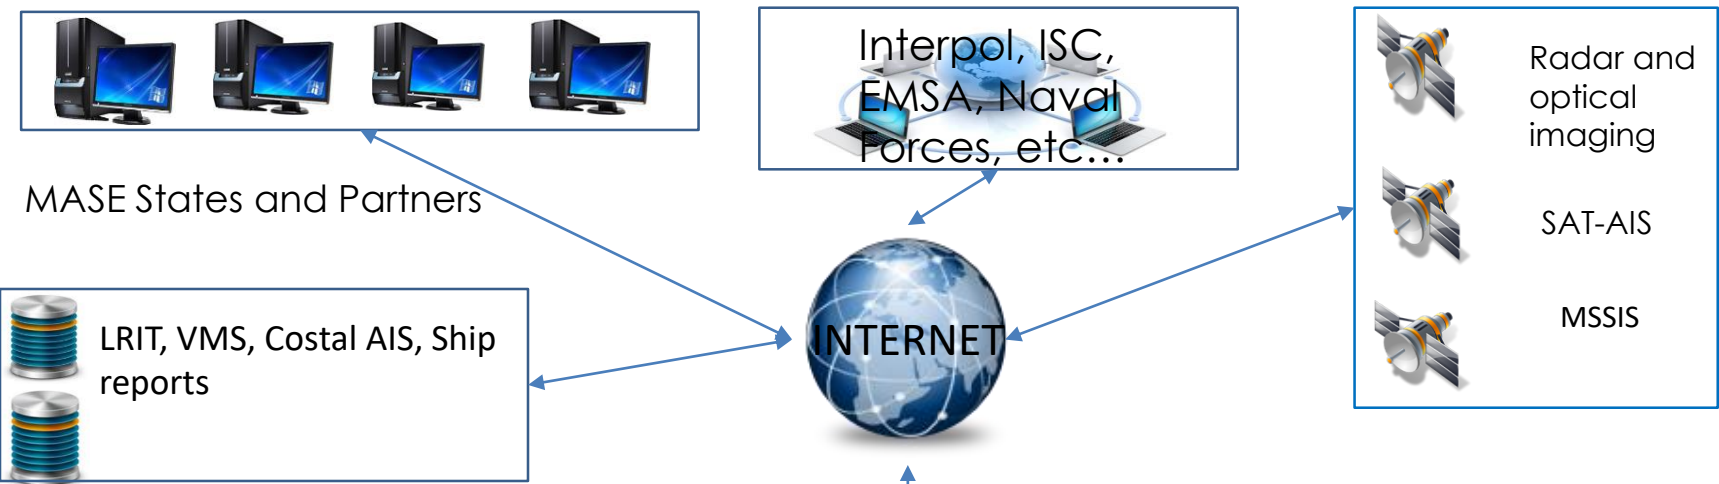 Interpol, ISC,
EMSA, Naval
Forces, etc...
Radar and
optical
imaging
MASE States and Partners
SAT-AIS
LRIT, VMS, Costal AIS, Ship
reports
INTERNET
MSSIS